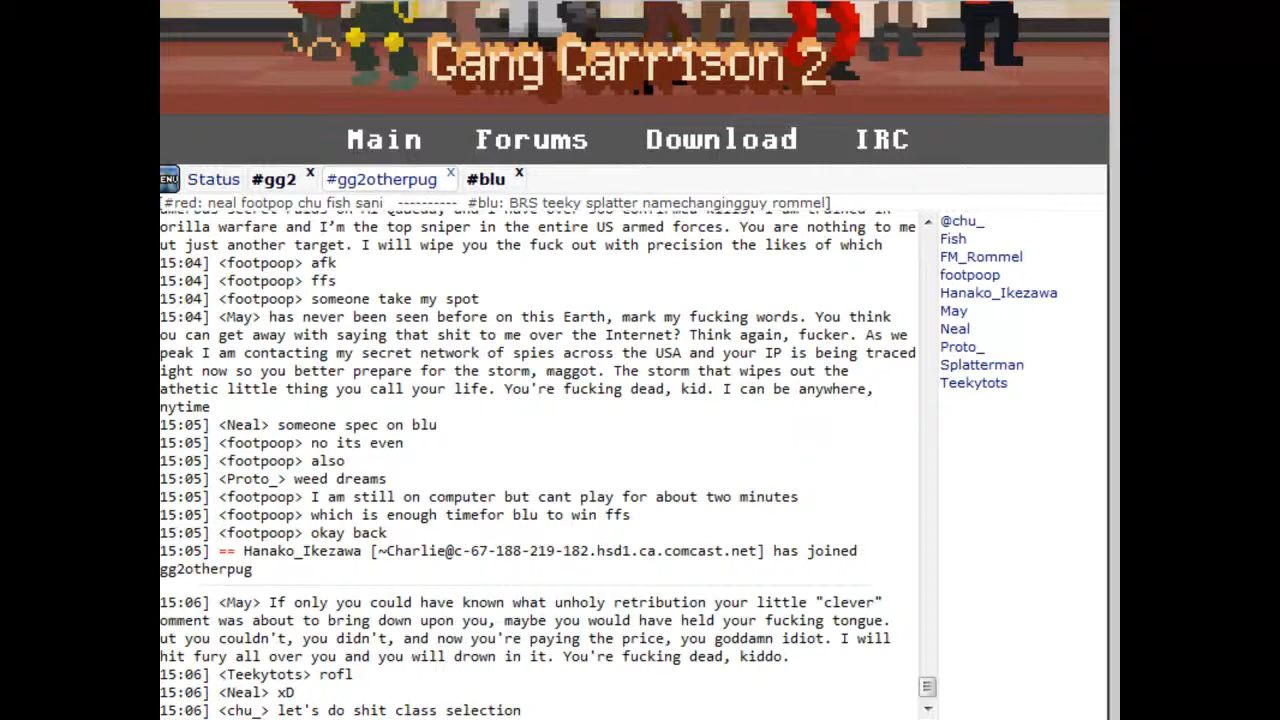 Gang Garrison 2
Main Forums Download IRC
MENU Status #gg2 x #gg2otherpug x #blu x
[#red: neal footpop chu fish sani ---------- #blu: BRS teeky splatter namechangingguy rommel]
orilla warfare and I’m the top sniper in the entire US armed forces. You are nothing to me
ut just another target. I will wipe you the fuck out with precision the likes of which
15:04] <footpoop> afk
15:04] <footpoop> ffs
15:04] <footpoop> someone take my spot
15:04] <May> has never been seen before on this Earth, mark my fucking words. You think
ou can get away with saying that shit to me over the Internet? Think again, fucker. As we
peak I am contacting my secret network of spies across the USA and your IP is being traced
ight now so you better prepare for the storm, maggot. The storm that wipes out the
athetic little thing you call your life. You're fucking dead, kid. I can be anywhere,
nytime
15:05] <Neal> someone spec on blu
15:05] <footpoop> no its even
15:05] <footpoop> also
15:05] <Proto_> weed dreams
15:05] <footpoop> I am still on computer but cant play for about two minutes
15:05] <footpoop> which is enough timefor blu to win ffs
15:05] <footpoop> okay back
15:05] == Hanako_Ikezawa [~Charlie@c-67-188-219-182.hsd1.ca.comcast.net] has joined
gg2otherpug
15:06] <May> If only you could have known what unholy retribution your little "clever"
omment was about to bring down upon you, maybe you would have held your fucking tongue.
ut you couldn't, you didn't, and now you're paying the price, you goddamn idiot. I will
hit fury all over you and you will drown in it. You're fucking dead, kiddo.
15:06] <Teekytots> rofl
15:06] <Neal> xD
15:06] <chu_> let's do shit class selection
@chu_
Fish
FM_Rommel
footpoop
Hanako_Ikezawa
May
Neal
Proto_
Splatterman
Teekytots